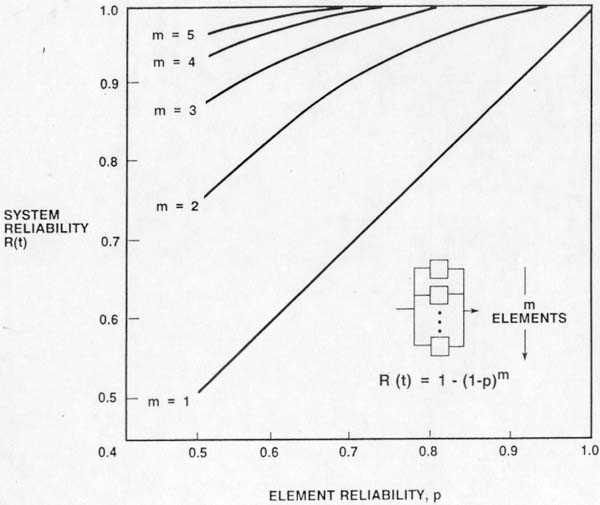 1.0
m = 5
m = 4
0.9
m = 3
0.8
m = 2
SYSTEM
RELIABILITY
R(t)
0.7
m
ELEMENTS
0.6
R (t) = 1 - (1-p)^m
0.5
m = 1
0.4
0.5 0.6 0.7 0.8 0.9 1.0
ELEMENT RELIABILITY, p